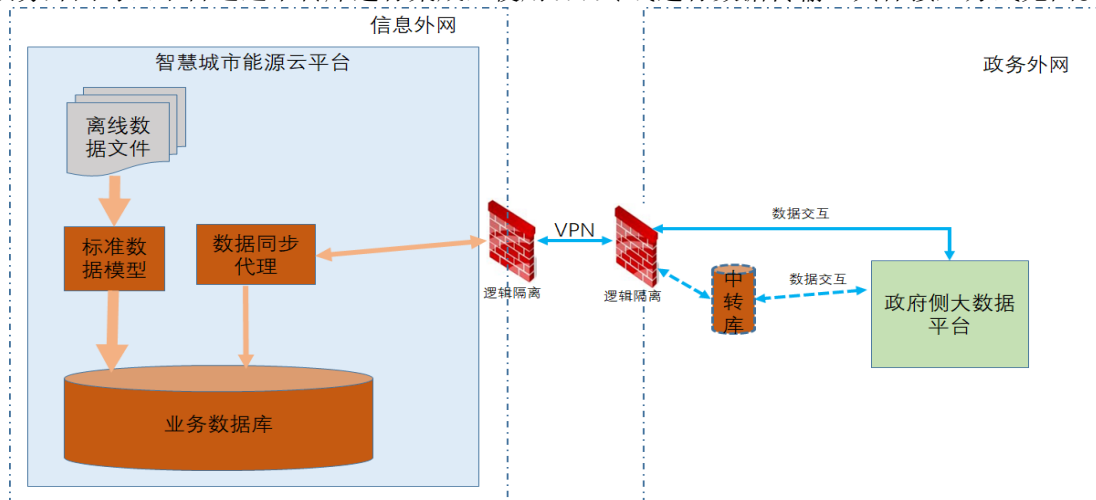 信息外网
智慧城市能源云平台
政务外网
离线数
据文件
标准数
据模型
数据同步
代理
VPN
数据交互
逻辑隔离
逻辑隔离
中
转
库
数据交互
政府侧大数据
平台
业务数据库